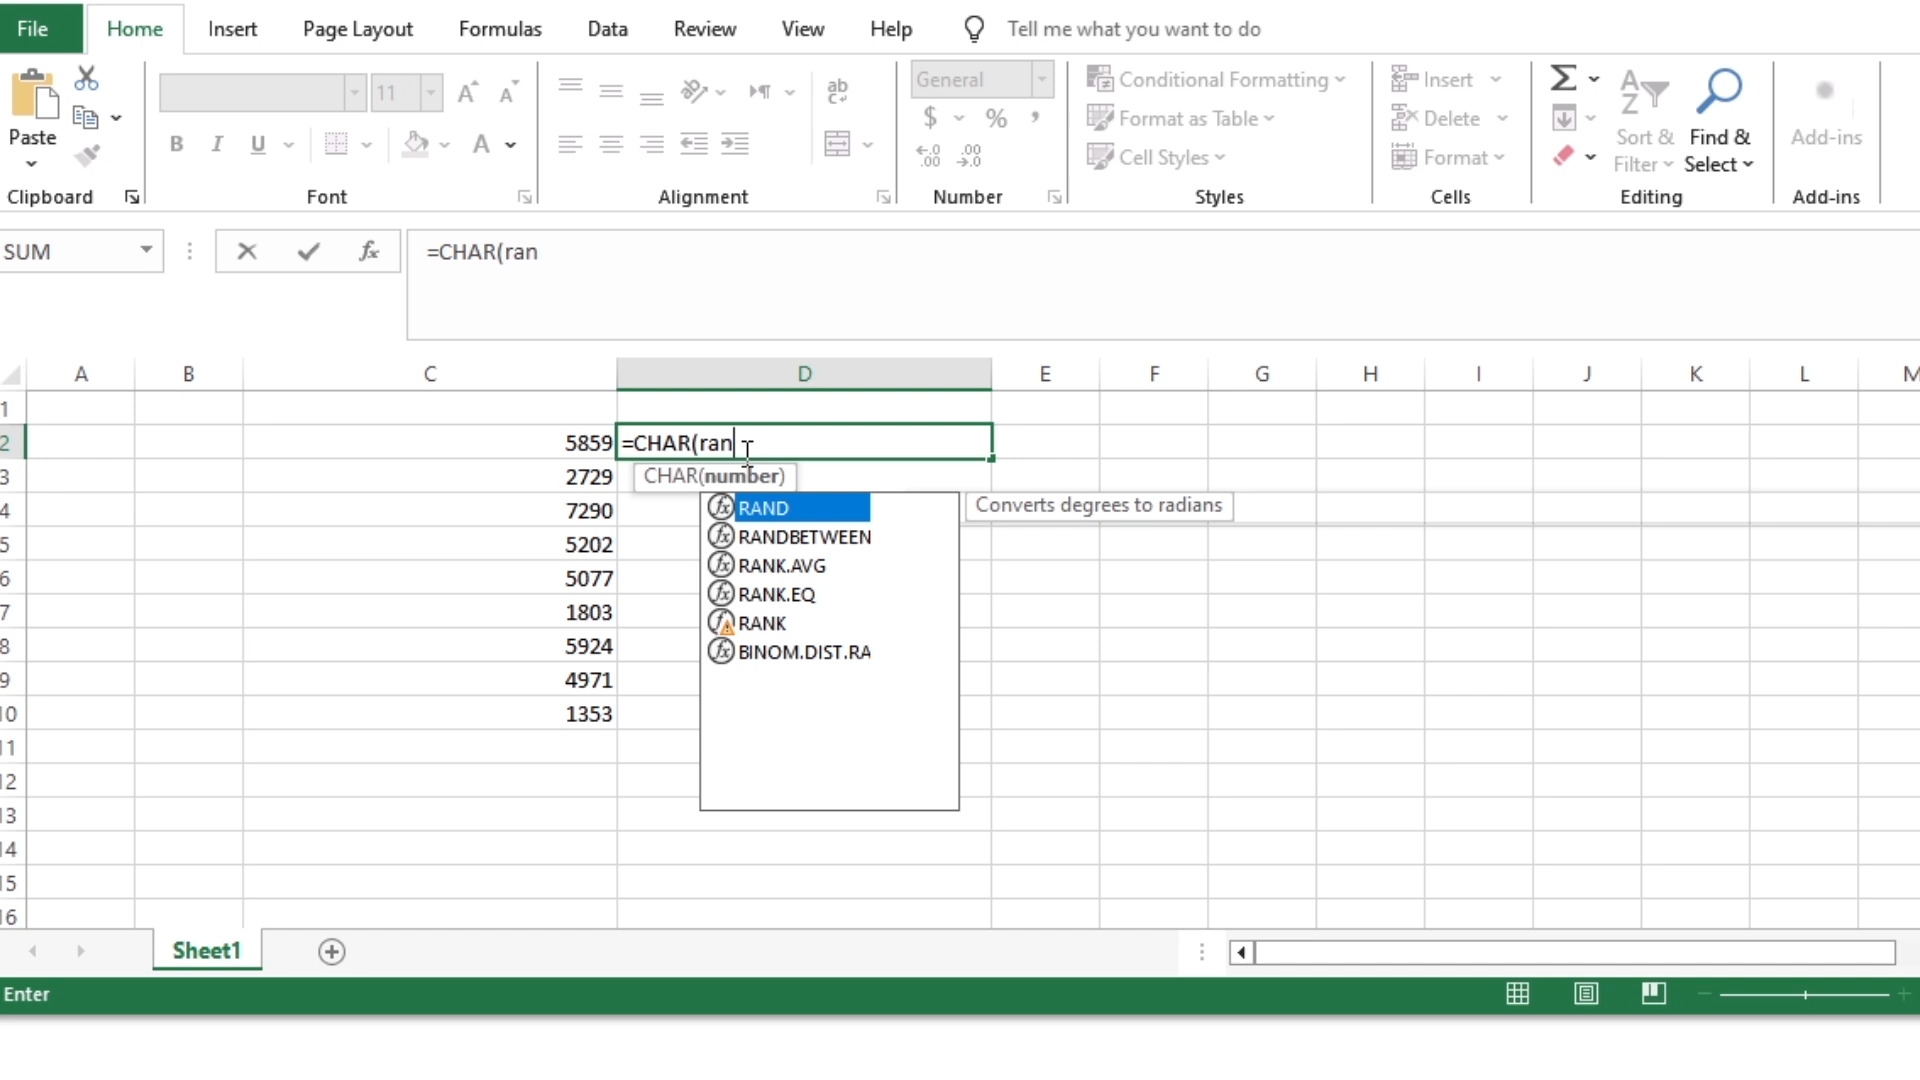 File Home Insert Page Layout Formulas Data Review View Help Tell me what you want to do
Paste
Clipboard
11
B I U A
Font
ab
Alignment
General
$ % ,
Number
Conditional Formatting
Format as Table
Cell Styles
Styles
Insert
Delete
Format
Cells
Σ
Sort & Filter
Find & Select
Editing
Add-ins
Add-ins
SUM fx =CHAR(ran
A B C D E F G H I J K L M
1
2 5859 =CHAR(ran
CHAR(number)
3 2729
4 7290
5 5202
6 5077
7 1803
8 5924
9 4971
10 1353
11
12
13
14
15
16
RAND
Converts degrees to radians
RANDBETWEEN
RANK.AVG
RANK.EQ
RANK
BINOM.DIST.RA
Sheet1
Enter